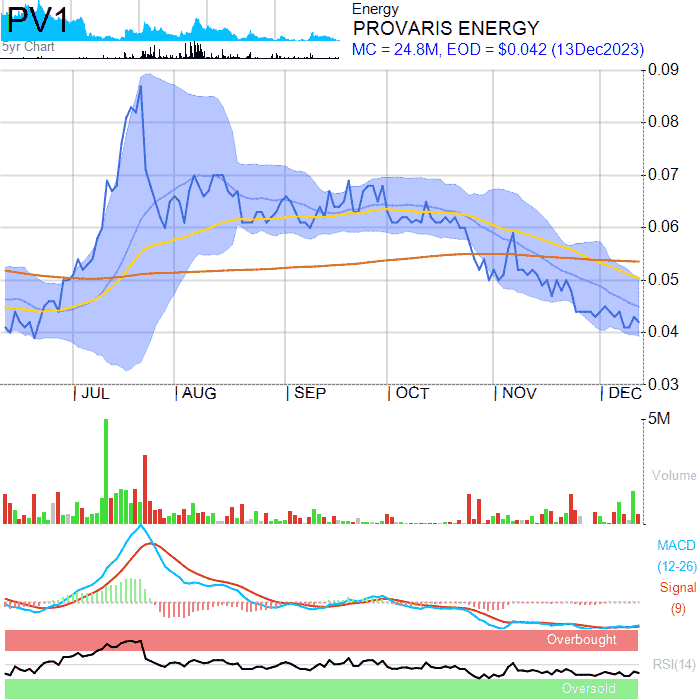 PV1
5yr Chart
Energy
PROVARIS ENERGY
MC = 24.8M, EOD = $0.042 (13Dec2023)
0.09
0.08
0.07
0.06
0.05
0.04
0.03
JUL
AUG
SEP
OCT
NOV
DEC
5M
Volume
MACD
(12-26)
Signal
(9)
Overbought
RSI(14)
Oversold